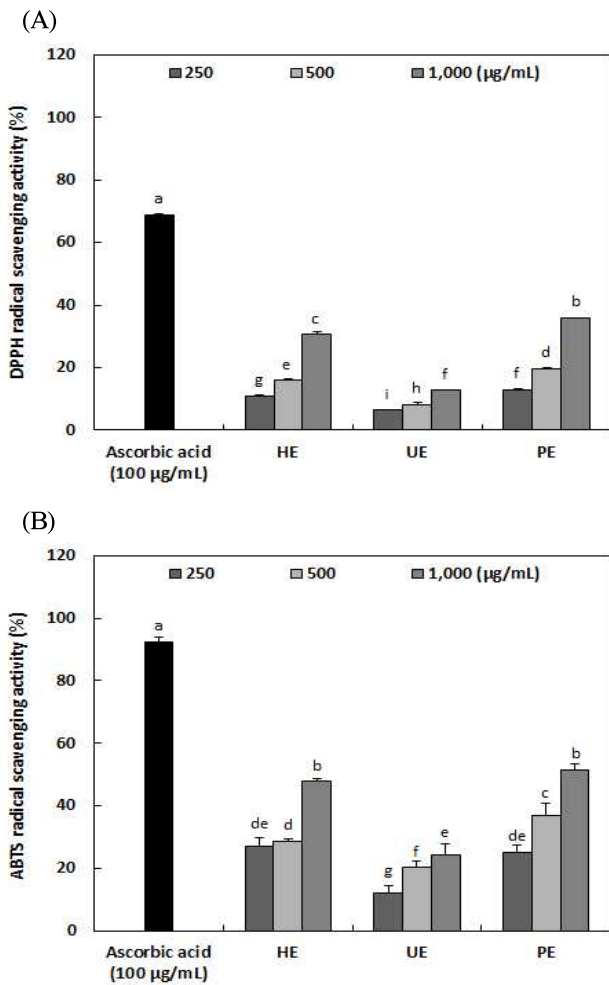 (A)
DPPH radical scavenging activity (%)
120
100
80
60
40
20
0
250 500 1,000 (µg/mL)
a
g e c
i h f
f d b
Ascorbic acid HE UE PE
(100 µg/mL)
(B)
ABTS radical scavenging activity (%)
120
100
80
60
40
20
0
250 500 1,000 (µg/mL)
a
de d b
g f e
de c b
Ascorbic acid HE UE PE
(100 µg/mL)